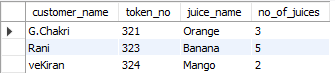 customer_name token_no juice_name no_of_juices
G.Chakri 321 Orange 3
Rani 323 Banana 5
veKiran 324 Mango 2